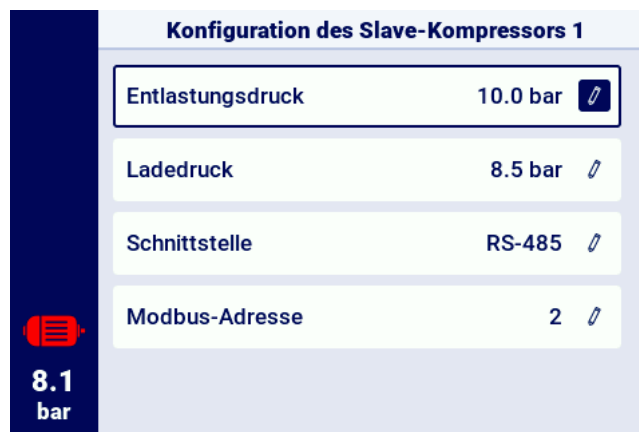 Konfiguration des Slave-Kompressors 1
Entlastungsdruck 10.0 bar
Ladedruck 8.5 bar
Schnittstelle RS-485
Modbus-Adresse 2
8.1
bar